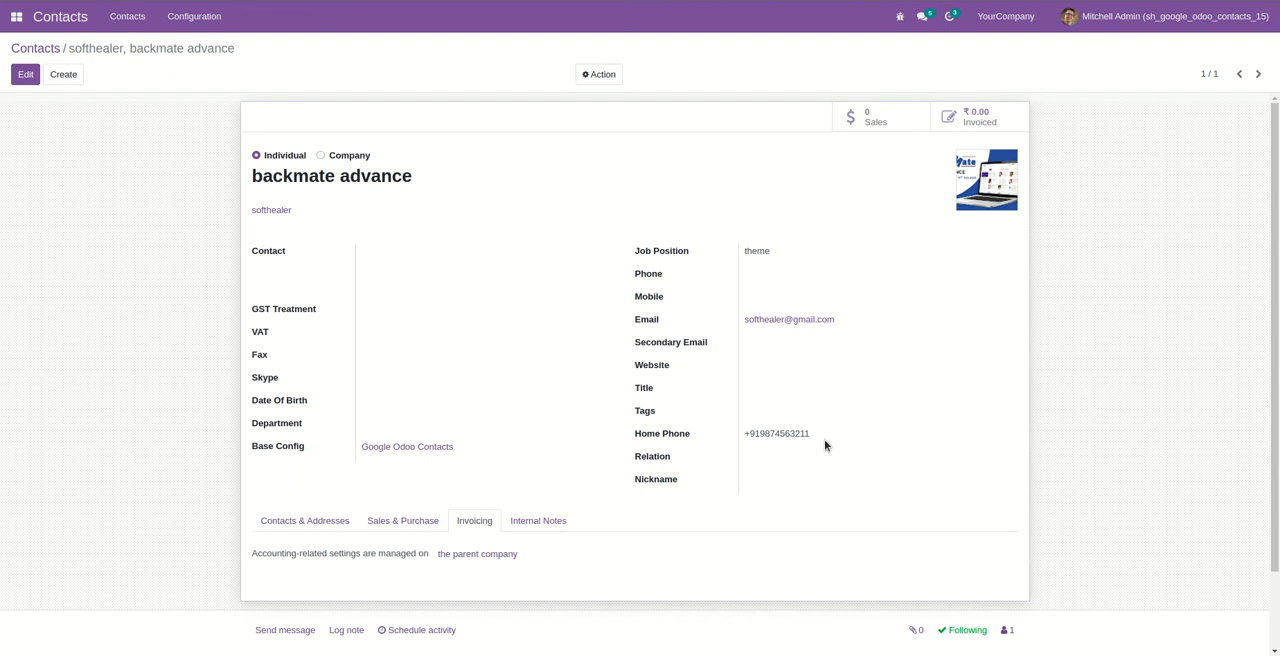 Contacts Contacts Configuration 5 3 YourCompany Mitchell Admin (sh_google_odoo_contacts_15)
Contacts / softhealer, backmate advance
Edit Create Action 1 / 1
0
Sales
₹ 0.00
Invoiced
Individual Company
backmate advance
softhealer
Contact
GST Treatment
VAT
Fax
Skype
Date Of Birth
Department
Base Config Google Odoo Contacts
Job Position theme
Phone
Mobile
Email softhealer@gmail.com
Secondary Email
Website
Title
Tags
Home Phone +919874563211
Relation
Nickname
Contacts & Addresses Sales & Purchase Invoicing Internal Notes
Accounting-related settings are managed on the parent company
Send message Log note Schedule activity 0 Following 1